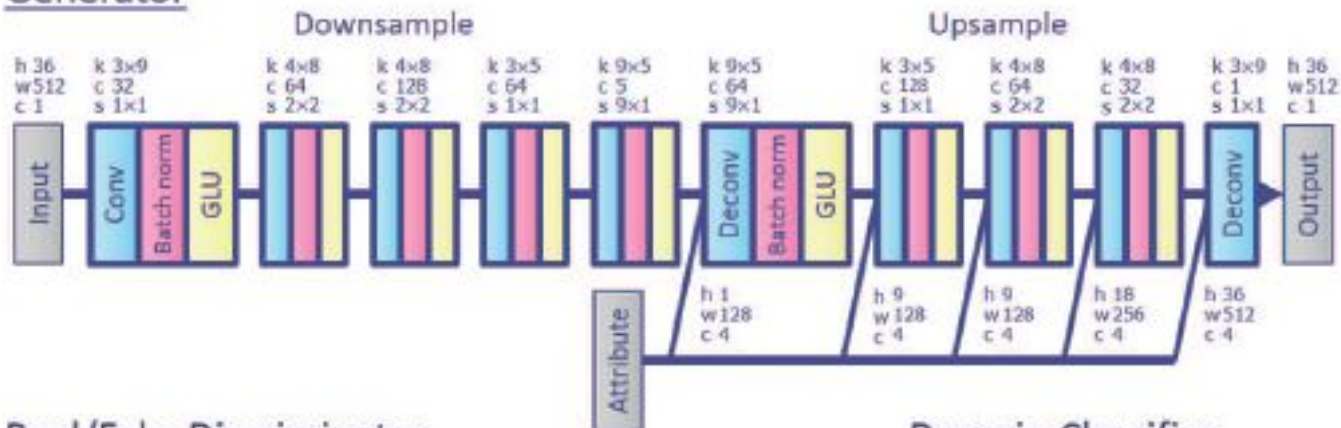 Generator
Downsample
Upsample
h 36
w 512
c 1
k 3×9
c 32
s 1×1
k 4×8
c 64
s 2×2
k 4×8
c 128
s 2×2
k 3×5
c 64
s 1×1
k 9×5
c 5
s 9×1
k 9×5
c 64
s 9×1
k 3×5
c 128
s 1×1
k 4×8
c 64
s 2×2
k 4×8
c 32
s 2×2
k 3×9
c 1
s 1×1
h 36
w 512
c 1
Input
Conv
Batch norm
GLU
Deconv
Batch norm
GLU
Deconv
Output
Attribute
h 1
w 128
c 4
h 9
w 128
c 4
h 9
w 128
c 4
h 18
w 256
c 4
h 36
w 512
c 4
Real/Fake Discriminator
Domain Classifier